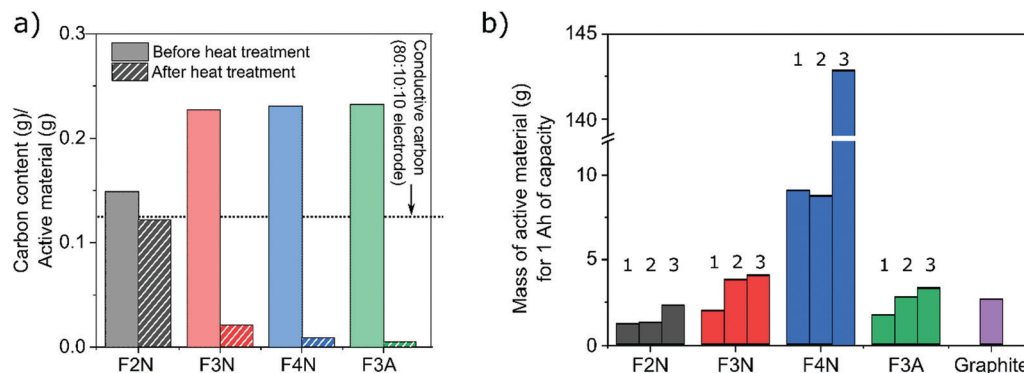 a)
Carbon content (g)/
Active material (g)
0.3
0.2
0.1
0.0
Before heat treatment
After heat treatment
Conductive carbon
(80:10:10 electrode)
F2N F3N F4N F3A
b)
Mass of active material (g)
for 1 Ah of capacity
145
140
10
5
0
1 2 3
1 2 3
1 2 3
1 2 3
F2N F3N F4N F3A Graphite